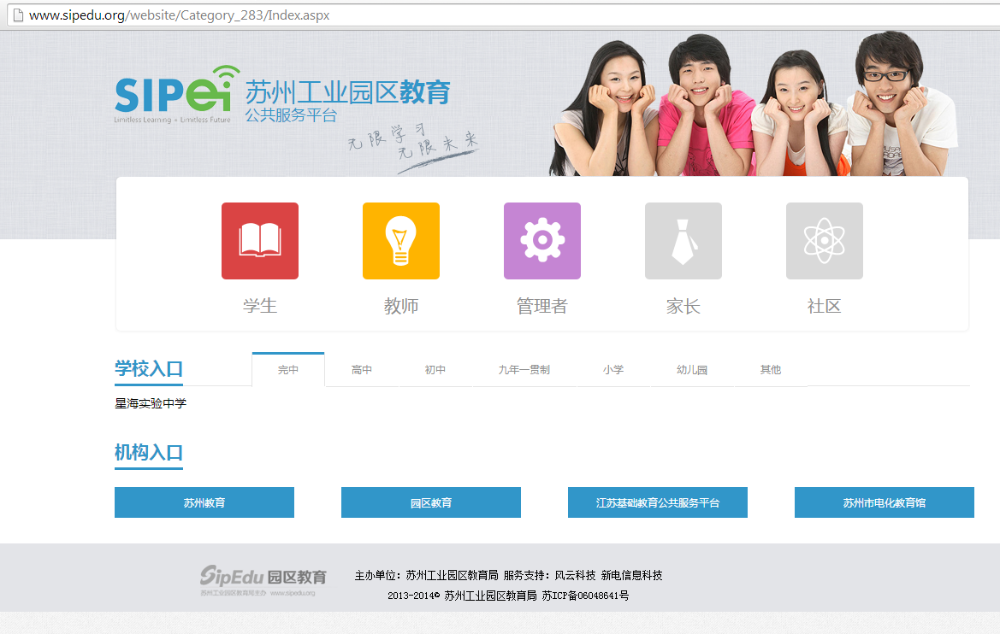 www.sipedu.org/website/Category_283/Index.aspx
SIPei 苏州工业园区教育
Limitless Learning + Limitless Future 公共服务平台
无限学习
无限未来
学生 教师 管理者 家长 社区
学校入口 完中 高中 初中 九年一贯制 小学 幼儿园 其他
星海实验中学
机构入口
苏州教育 园区教育 江苏基础教育公共服务平台 苏州市电化教育馆
SipEdu 园区教育 主办单位：苏州工业园区教育局 服务支持：风云科技 新电信息科技
苏州工业园区教育局主办 www.sipedu.org
2013-2014© 苏州工业园区教育局 苏ICP备06048641号